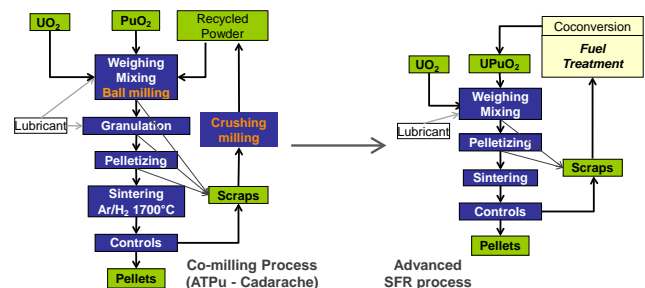 UO₂
PuO₂
Recycled
Powder
Weighing
Mixing
Ball milling
Lubricant
Granulation
Crushing
milling
Pelletizing
Sintering
Ar/H₂ 1700°C
Scraps
Controls
Pellets
Co-milling Process
(ATPu - Cadarache)
Coconversion
Fuel
Treatment
UO₂
UPuO₂
Weighing
Mixing
Lubricant
Pelletizing
Sintering
Scraps
Controls
Pellets
Advanced
SFR process